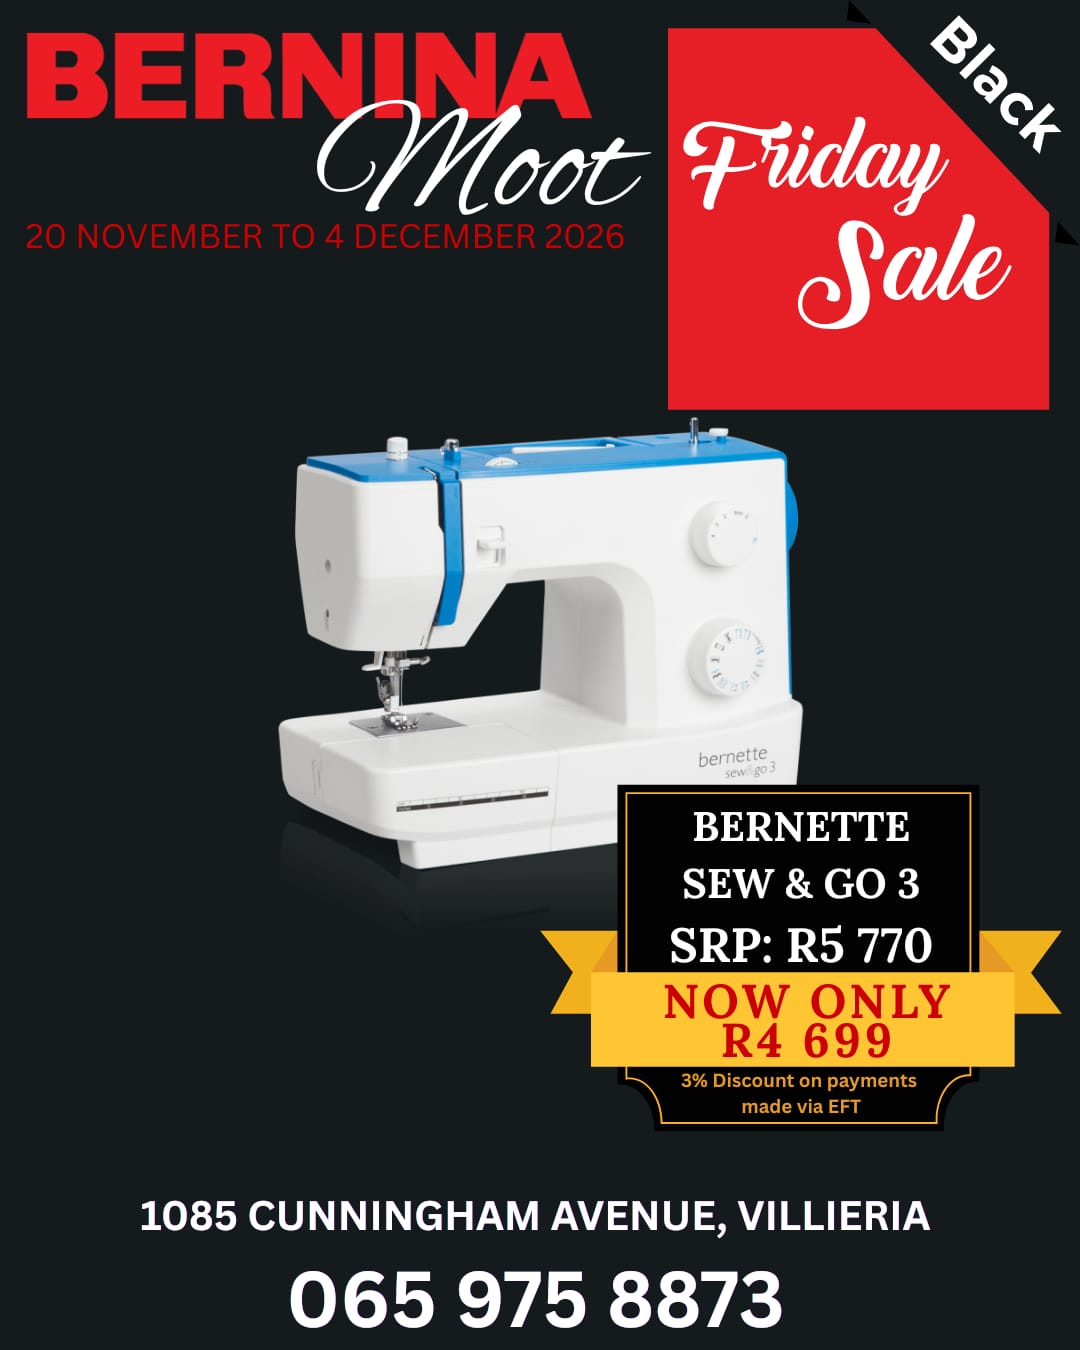 BERNINA
Moot
20 NOVEMBER TO 4 DECEMBER 2026
Black
Friday
Sale
bernette
sew&go 3
BERNETTE
SEW & GO 3
SRP: R5 770
NOW ONLY
R4 699
3% Discount on payments
made via EFT
1085 CUNNINGHAM AVENUE, VILLIERIA
065 975 8873